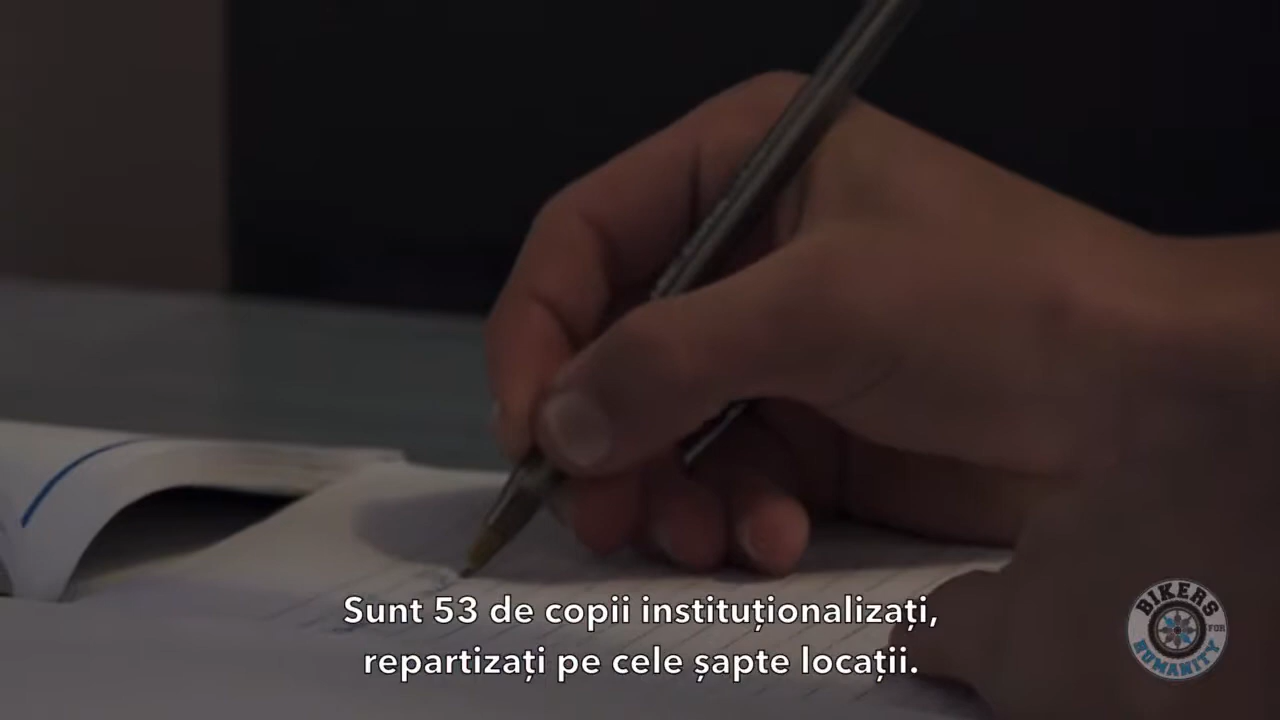 Sunt 53 de copii instituționalizați,
repartizați pe cele șapte locații.
BIKERS
FOR
HUMANITY